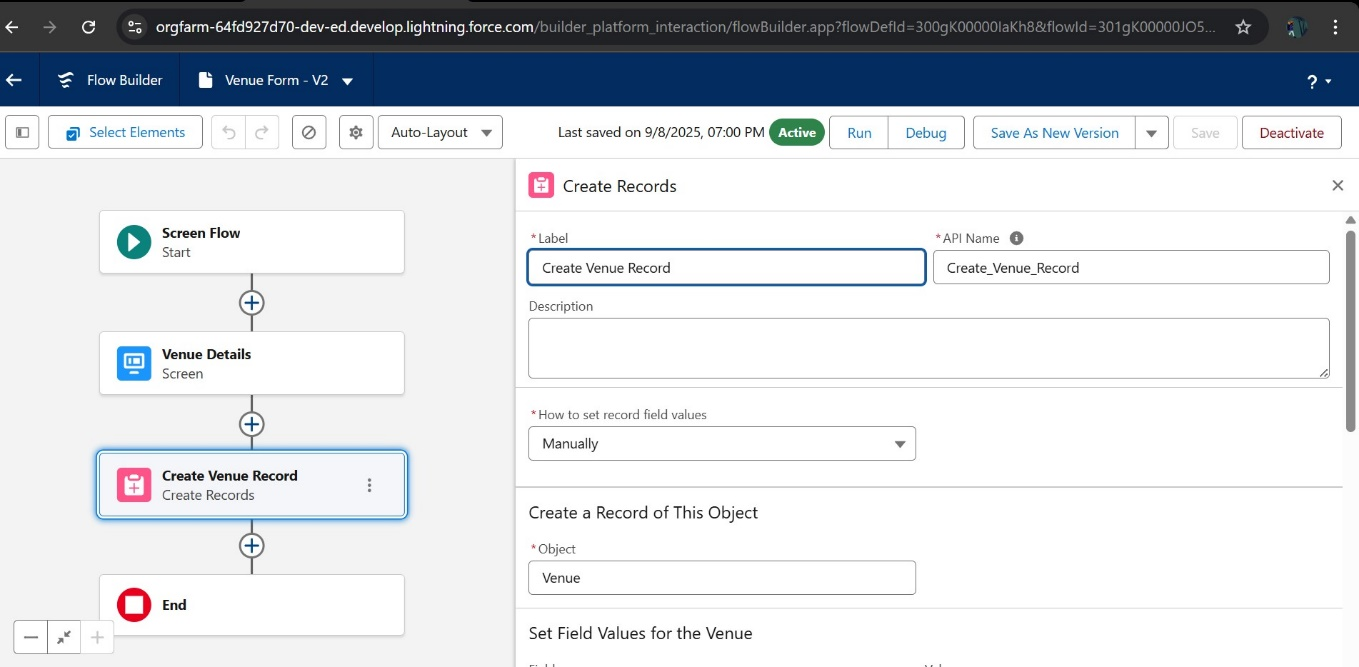 orgfarm-64fd927d70-dev-ed.develop.lightning.force.com/builder_platform_interaction/flowBuilder.app?flowDefId=300gK00000IaKh8&flowId=301gK00000JO5...
Flow Builder
Venue Form - V2
?
Select Elements
Auto-Layout
Last saved on 9/8/2025, 07:00 PM
Active
Run
Debug
Save As New Version
Save
Deactivate
Screen Flow
Start
Venue Details
Screen
Create Venue Record
Create Records
End
Create Records
*Label
*API Name
Create Venue Record
Create_Venue_Record
Description
*How to set record field values
Manually
Create a Record of This Object
*Object
Venue
Set Field Values for the Venue